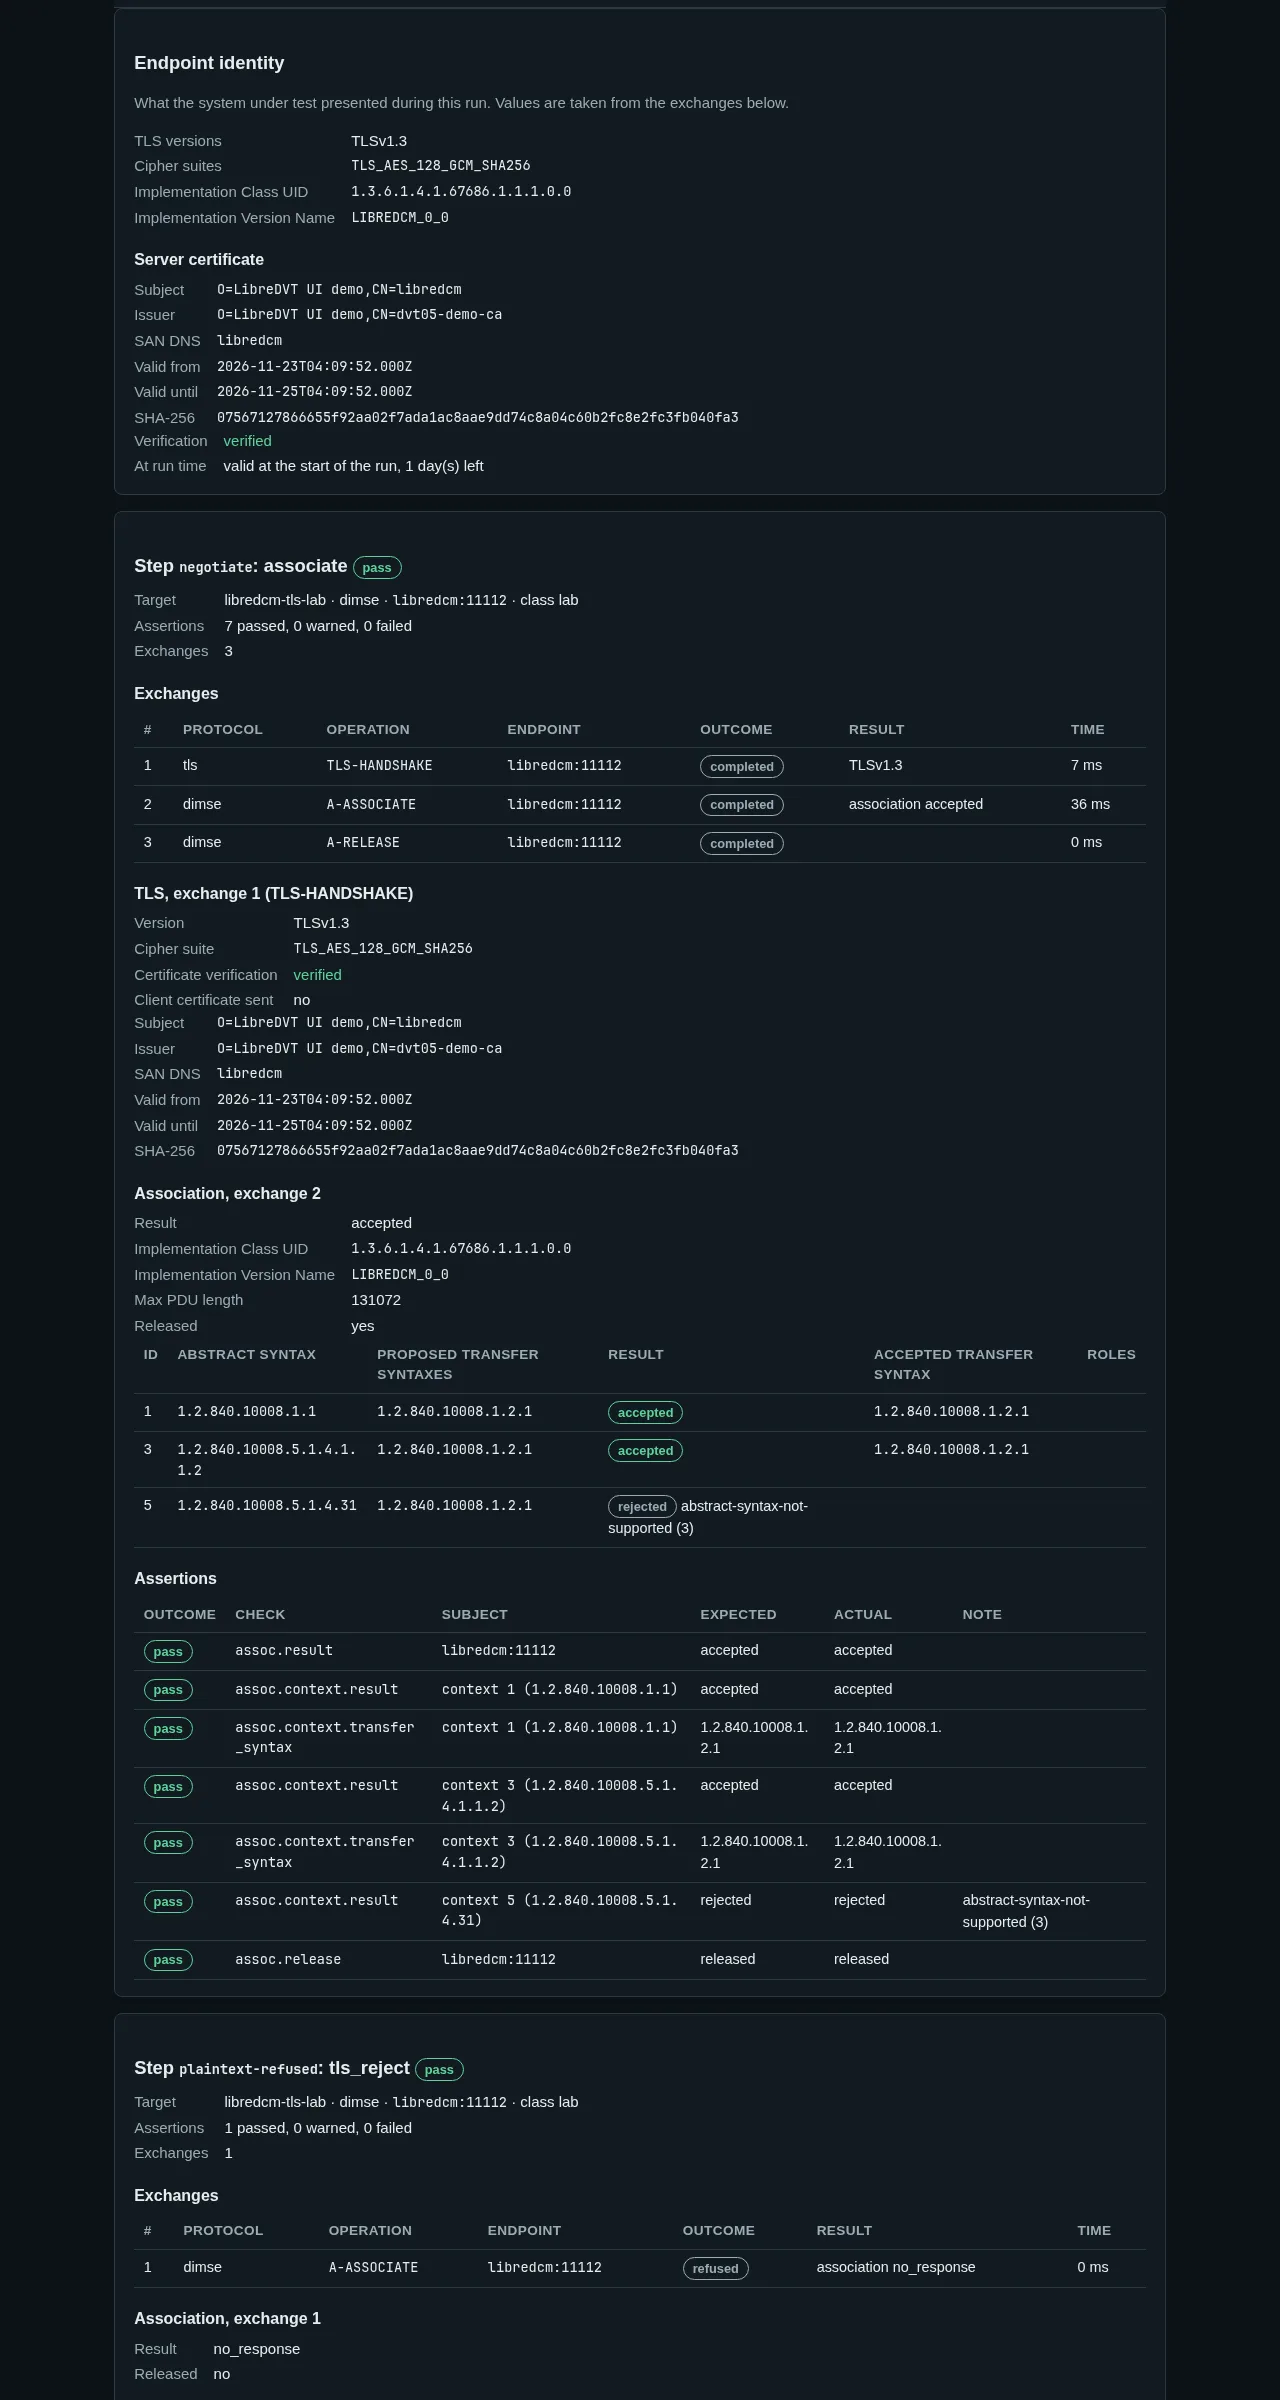 Endpoint identity
What the system under test presented during this run. Values are taken from the exchanges below.
TLS versions TLSv1.3
Cipher suites TLS_AES_128_GCM_SHA256
Implementation Class UID 1.3.6.1.4.1.67686.1.1.1.0.0
Implementation Version Name LIBREDCM_0_0
Server certificate
Subject O=LibreDVT UI demo,CN=libredcm
Issuer O=LibreDVT UI demo,CN=dvt05-demo-ca
SAN DNS libredcm
Valid from 2026-11-23T04:09:52.000Z
Valid until 2026-11-25T04:09:52.000Z
SHA-256 07567127866655f92aa02f7ada1ac8aae9dd74c8a04c60b2fc8e2fc3fb040fa3
Verification verified
At run time valid at the start of the run, 1 day(s) left
Step negotiate: associate pass
Target libredcm-tls-lab · dimse · libredcm:11112 · class lab
Assertions 7 passed, 0 warned, 0 failed
Exchanges 3
Exchanges
# PROTOCOL OPERATION ENDPOINT OUTCOME RESULT TIME
1 tls TLS-HANDSHAKE libredcm:11112 completed TLSv1.3 7 ms
2 dimse A-ASSOCIATE libredcm:11112 completed association accepted 36 ms
3 dimse A-RELEASE libredcm:11112 completed 0 ms
TLS, exchange 1 (TLS-HANDSHAKE)
Version TLSv1.3
Cipher suite TLS_AES_128_GCM_SHA256
Certificate verification verified
Client certificate sent no
Subject O=LibreDVT UI demo,CN=libredcm
Issuer O=LibreDVT UI demo,CN=dvt05-demo-ca
SAN DNS libredcm
Valid from 2026-11-23T04:09:52.000Z
Valid until 2026-11-25T04:09:52.000Z
SHA-256 07567127866655f92aa02f7ada1ac8aae9dd74c8a04c60b2fc8e2fc3fb040fa3
Association, exchange 2
Result accepted
Implementation Class UID 1.3.6.1.4.1.67686.1.1.1.0.0
Implementation Version Name LIBREDCM_0_0
Max PDU length 131072
Released yes
ID ABSTRACT SYNTAX PROPOSED TRANSFER RESULT ACCEPTED TRANSFER ROLES
SYNTAXES SYNTAX
1 1.2.840.10008.1.1 1.2.840.10008.1.2.1 accepted 1.2.840.10008.1.2.1
3 1.2.840.10008.5.1.4.1. 1.2.840.10008.1.2.1 accepted 1.2.840.10008.1.2.1
1.2
5 1.2.840.10008.5.1.4.31 1.2.840.10008.1.2.1 rejected abstract-syntax-not-
supported (3)
Assertions
OUTCOME CHECK SUBJECT EXPECTED ACTUAL NOTE
pass assoc.result libredcm:11112 accepted accepted
pass assoc.context.result context 1 (1.2.840.10008.1.1) accepted accepted
pass assoc.context.transfer context 1 (1.2.840.10008.1.1) 1.2.840.10008.1. 1.2.840.10008.1.
_syntax 2.1 2.1
pass assoc.context.result context 3 (1.2.840.10008.5.1. accepted accepted
4.1.1.2)
pass assoc.context.transfer context 3 (1.2.840.10008.5.1. 1.2.840.10008.1. 1.2.840.10008.1.
_syntax 4.1.1.2) 2.1 2.1
pass assoc.context.result context 5 (1.2.840.10008.5.1. rejected rejected abstract-syntax-not-
4.31) supported (3)
pass assoc.release libredcm:11112 released released
Step plaintext-refused: tls_reject pass
Target libredcm-tls-lab · dimse · libredcm:11112 · class lab
Assertions 1 passed, 0 warned, 0 failed
Exchanges 1
Exchanges
# PROTOCOL OPERATION ENDPOINT OUTCOME RESULT TIME
1 dimse A-ASSOCIATE libredcm:11112 refused association no_response 0 ms
Association, exchange 1
Result no_response
Released no